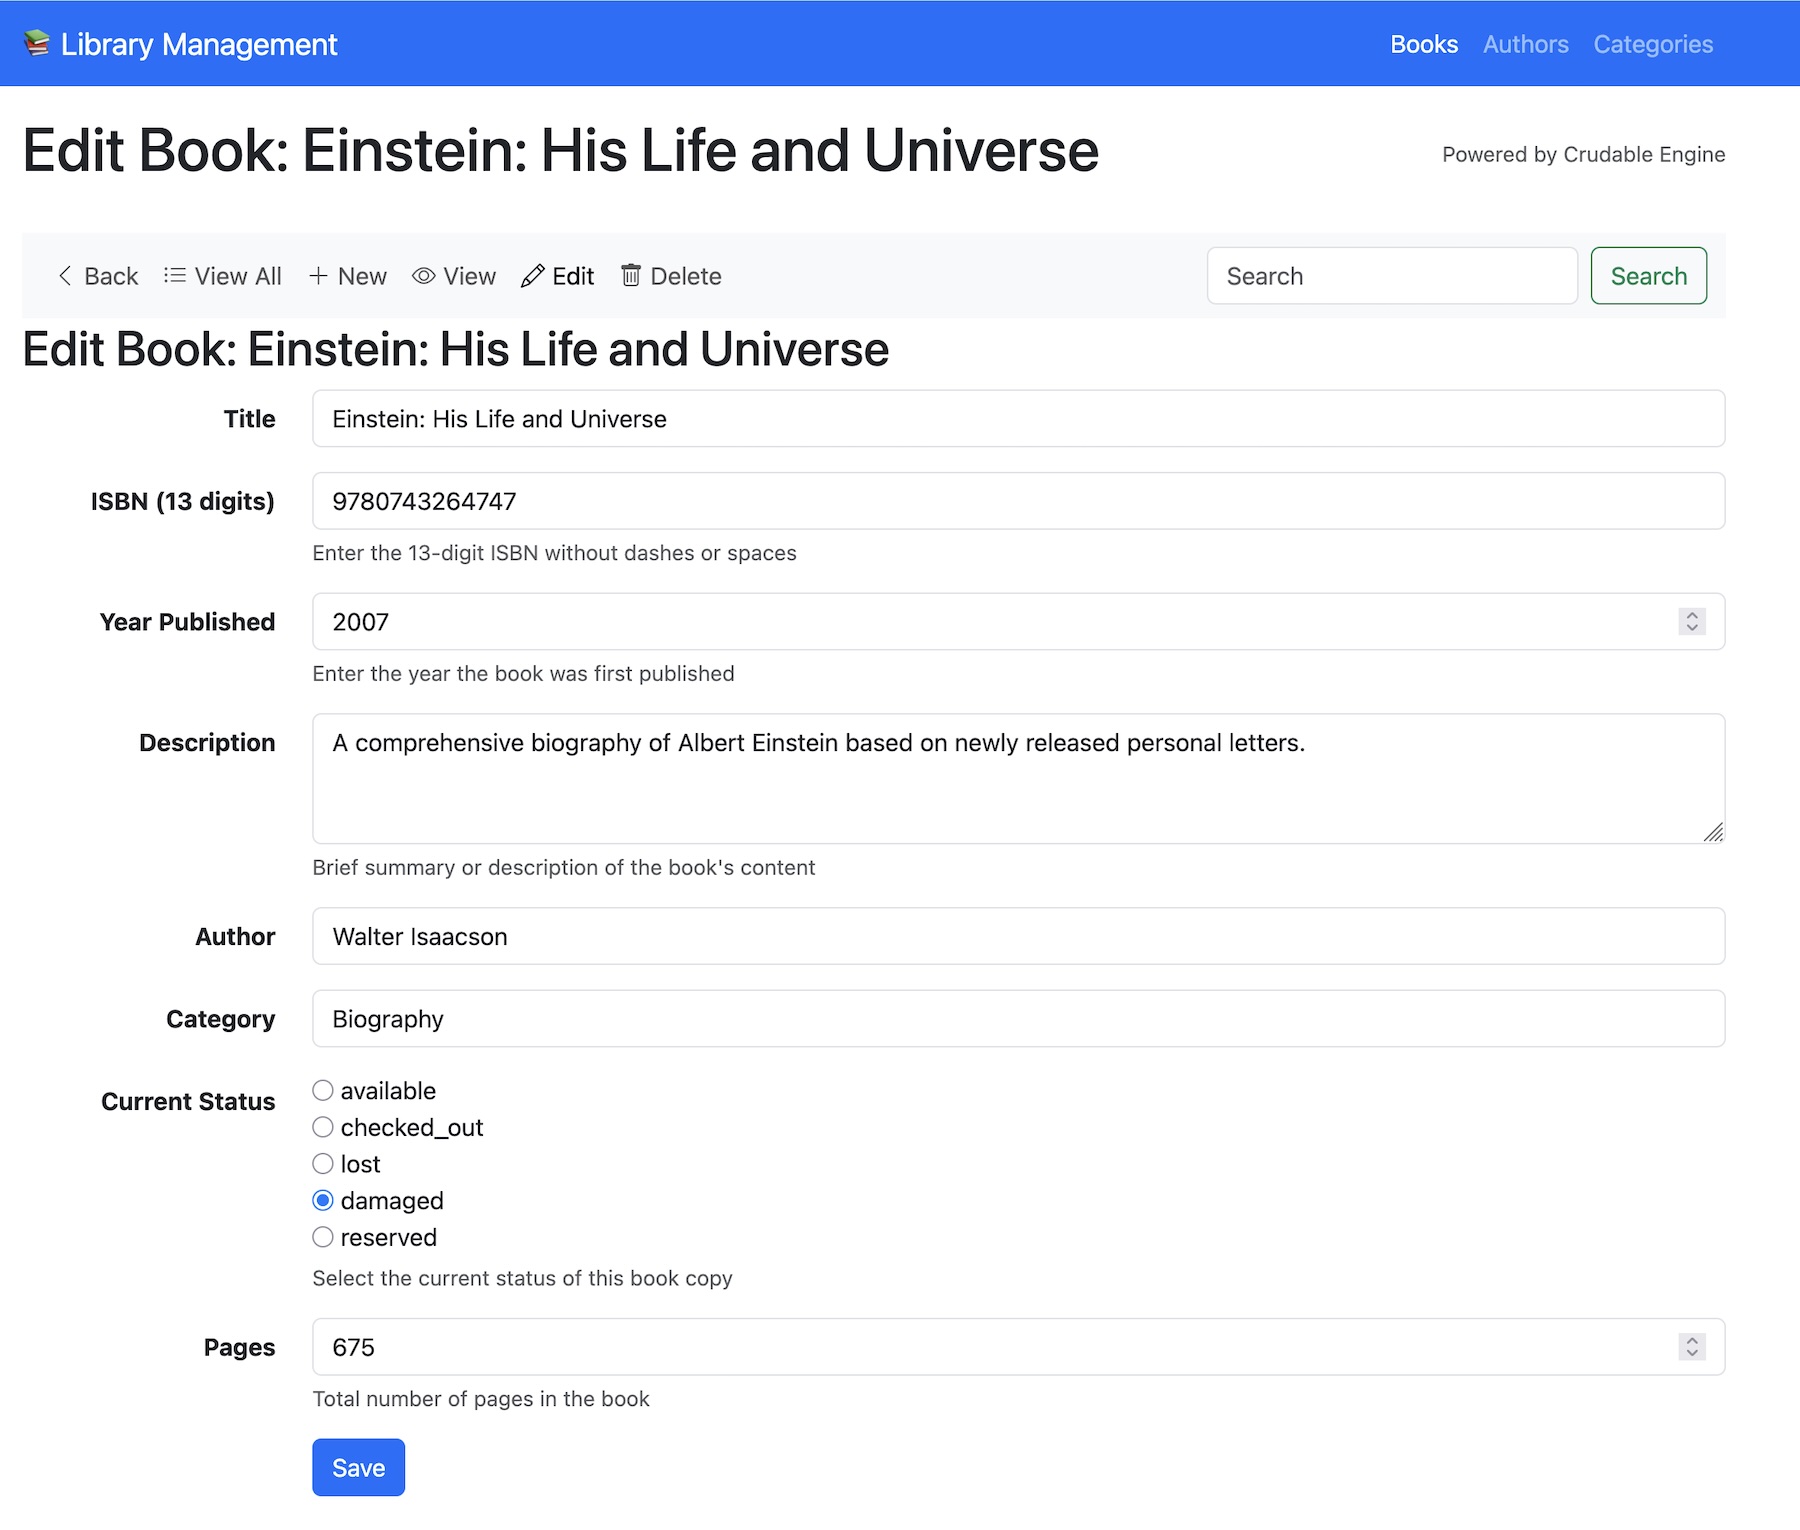 Library Management
Books Authors Categories
Edit Book: Einstein: His Life and Universe
Powered by Crudable Engine
Back View All New View Edit Delete
Search Search
Edit Book: Einstein: His Life and Universe
Title Einstein: His Life and Universe
ISBN (13 digits) 9780743264747
Enter the 13-digit ISBN without dashes or spaces
Year Published 2007
Enter the year the book was first published
Description A comprehensive biography of Albert Einstein based on newly released personal letters.
Brief summary or description of the book's content
Author Walter Isaacson
Category Biography
Current Status
available
checked_out
lost
damaged
reserved
Select the current status of this book copy
Pages 675
Total number of pages in the book
Save